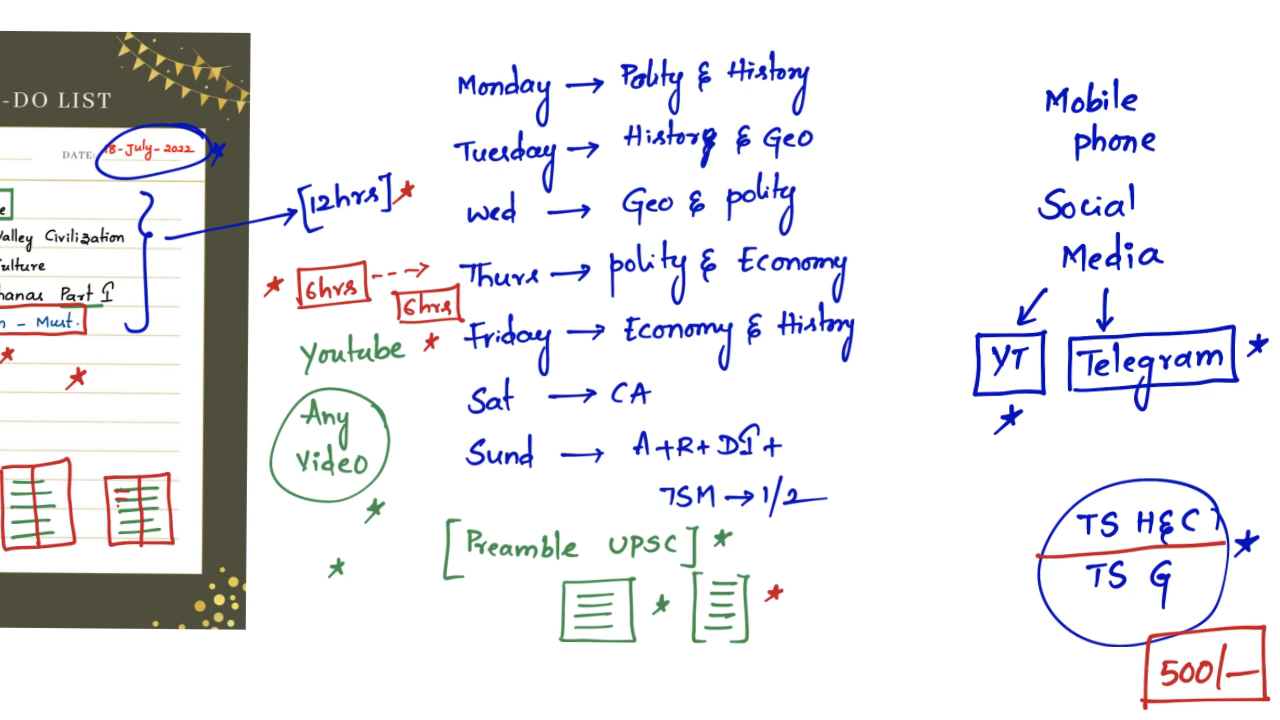 -DO LIST
DATE: 18-July-2022
Valley Civilization
Culture
Part I
- Must.
[12hrs]
6hrs
6hrs
Youtube
Any
Video
Monday → Polity & History
Tuesday → History & Geo
Wed → Geo & polity
Thurs → polity & Economy
Friday → Economy & History
Sat → CA
Sund → A+R+DI+
TSM → 1/2
[Preamble UPSC]
Mobile
phone
Social
Media
YT
Telegram
TS H&C
TS G
500/-